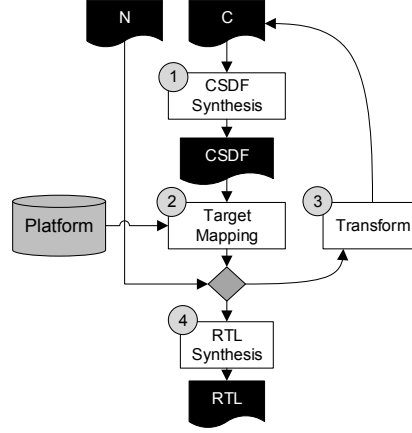 N
C
1
CSDF
Synthesis
CSDF
2
Target
Mapping
3
Transform
Platform
4
RTL
Synthesis
RTL